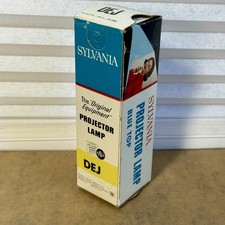 DEJ
SYLVANIA
The "Original
Equipment"
PROJECTOR
LAMP
DEJ
SYLVANIA
PROJECTOR LAMP
BLUE TOP